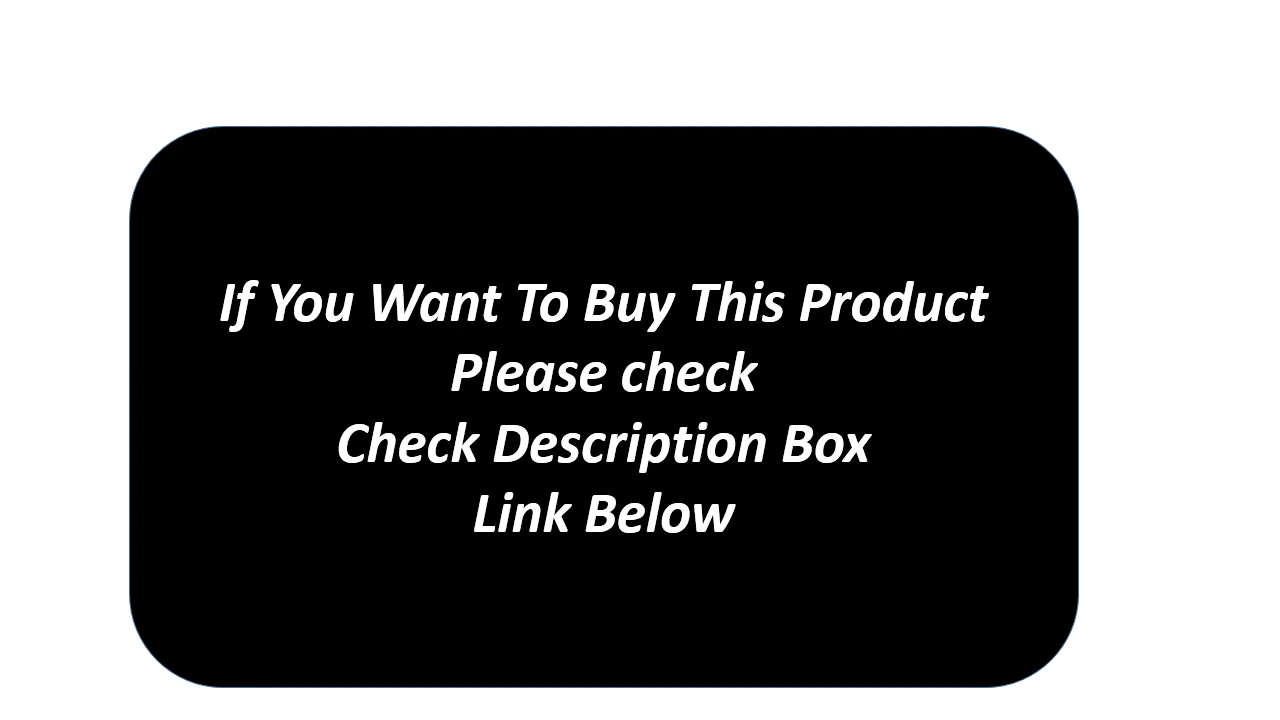 If You Want To Buy This Product
Please check
Check Description Box
Link Below